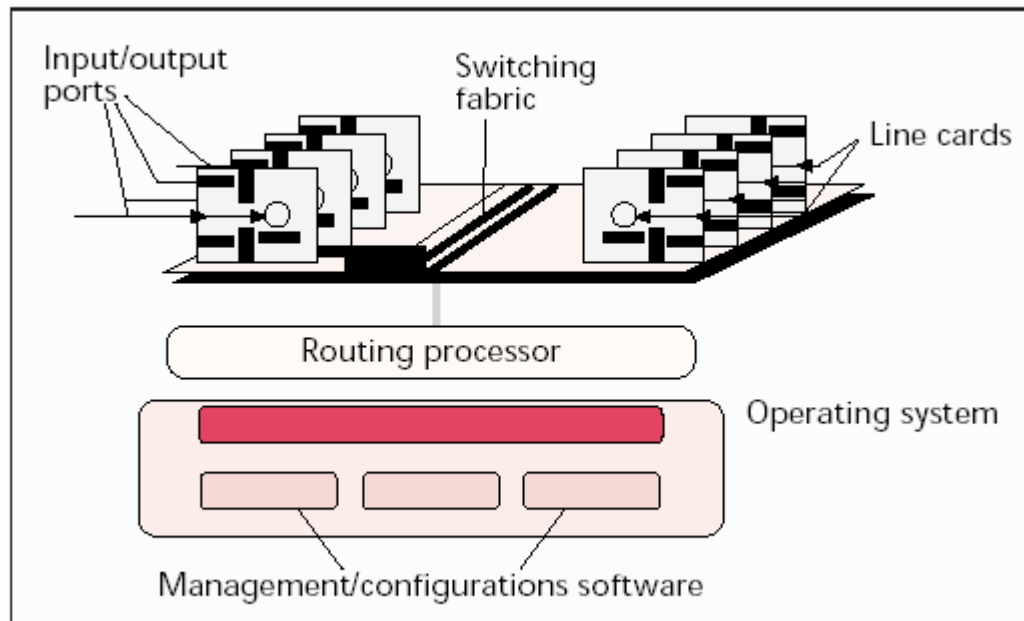 Input/output
ports
Switching
fabric
Line cards
Routing processor
Operating system
Management/configurations software